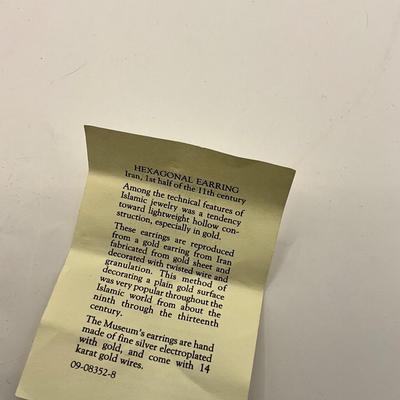 HEXAGONAL EARRING
Iran, 1st half of the 11th century
Among the technical features of
Islamic jewelry was a tendency
toward lightweight hollow con-
struction, especially in gold.
These earrings are reproduced
from a gold earring from Iran
fabricated from gold sheet and
decorated with twisted wire and
granulation. This method of
decorating a plain gold surface
was very popular throughout the
Islamic world from about the
ninth through the thirteenth
century.
The Museum's earrings are hand
made of fine silver electroplated
with gold, and come with 14
karat gold wires.
09-08352-8